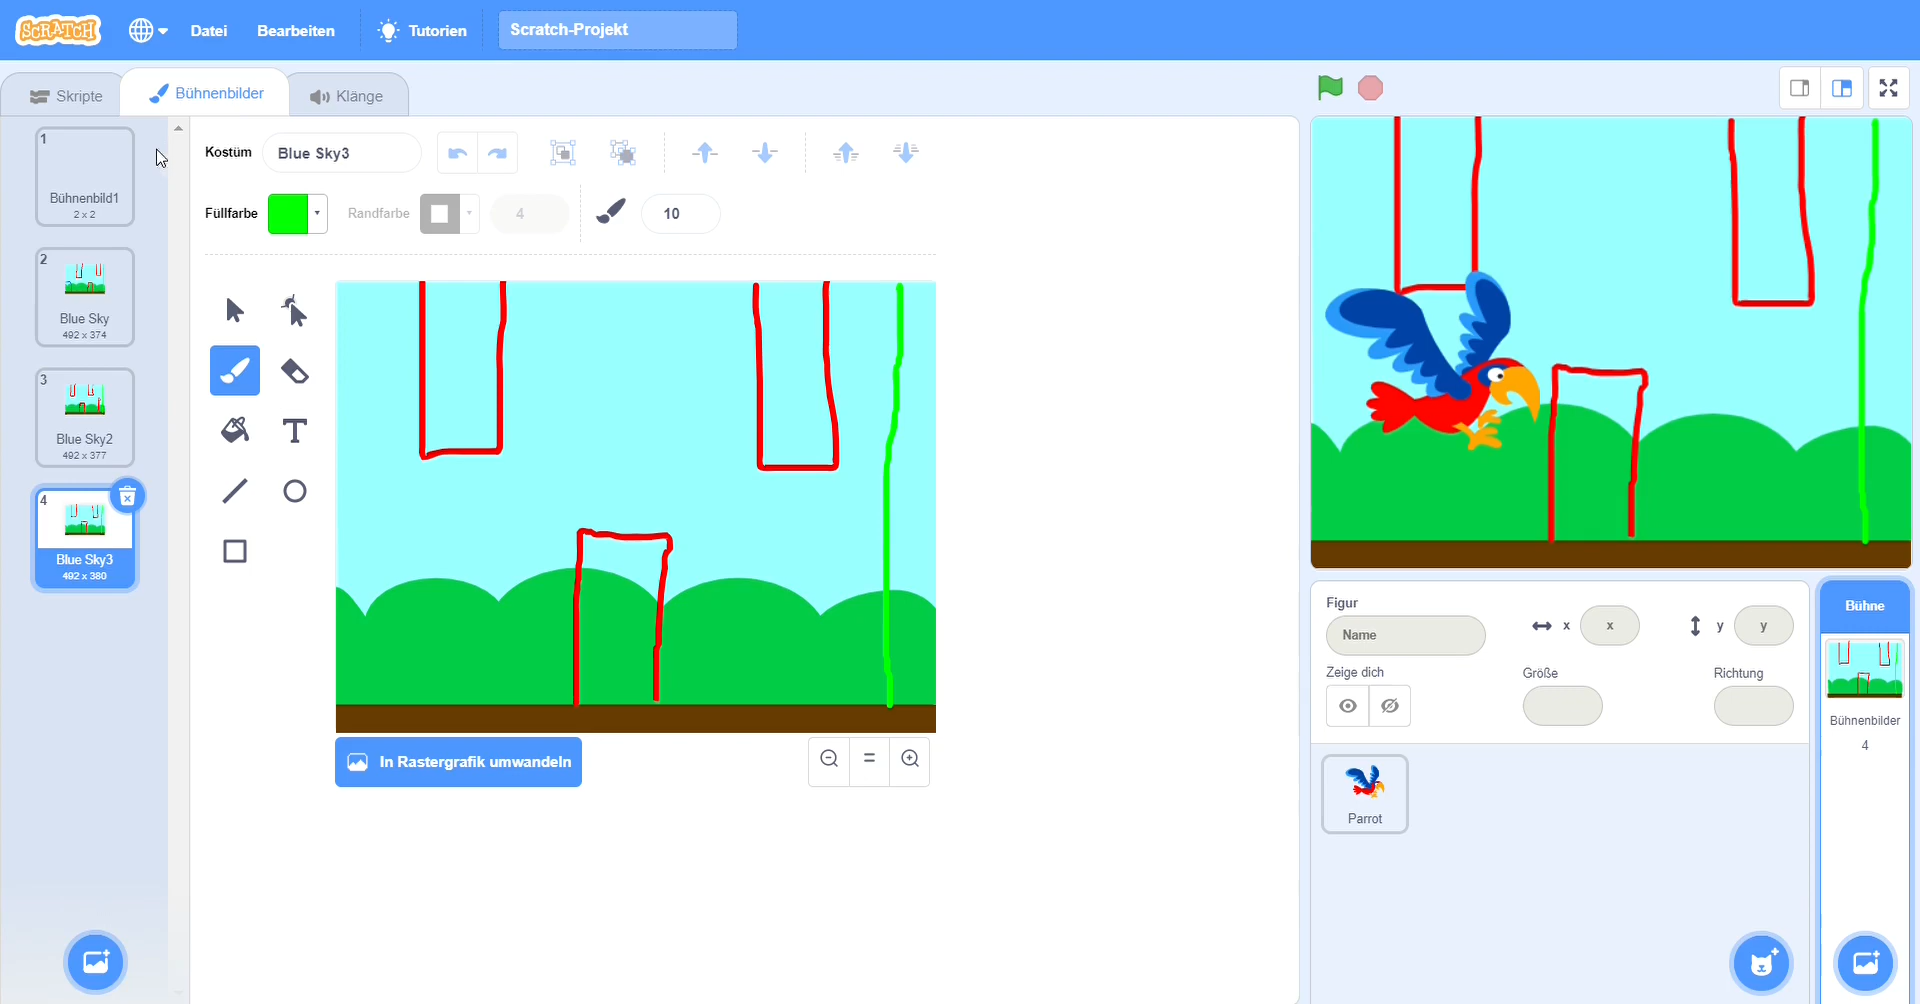 SCRATCH
Datei
Bearbeiten
Tutorien
Scratch-Projekt
Skripte
Bühnenbilder
Klänge
1
Bühnenbild1
2 x 2
2
Blue Sky
492 x 374
3
Blue Sky2
492 x 377
4
Blue Sky3
492 x 380
Kostüm
Blue Sky3
Füllfarbe
Randfarbe
4
10
In Rastergrafik umwandeln
Figur
Name
x
x
y
y
Zeige dich
Größe
Richtung
Parrot
Bühne
Bühnenbilder
4